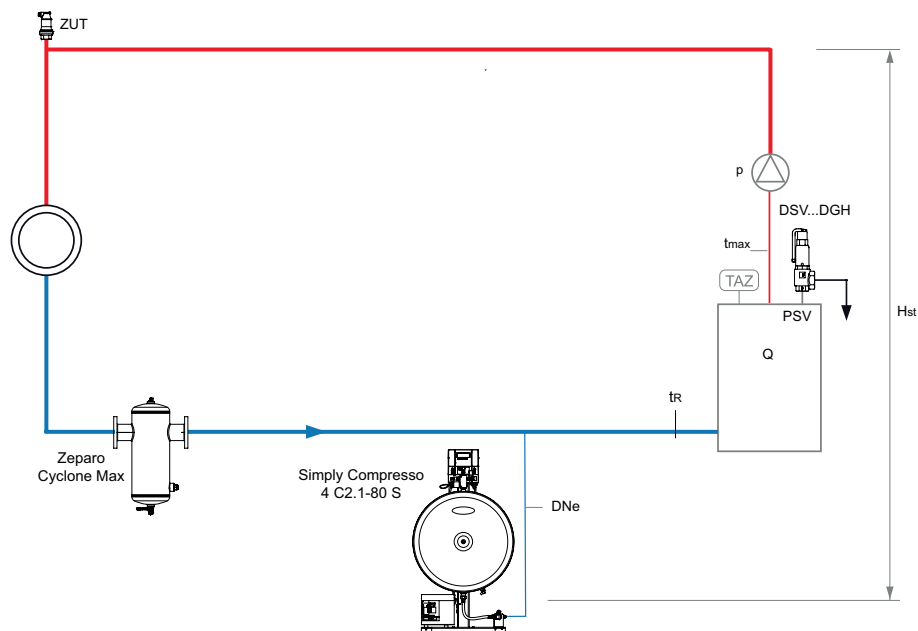 ZUT
p
DSV...DGH
tmax
TAZ
PSV
Hst
Q
tR
Zeparo
Cyclone Max
Simply Compresso
4 C2.1-80 S
DNe